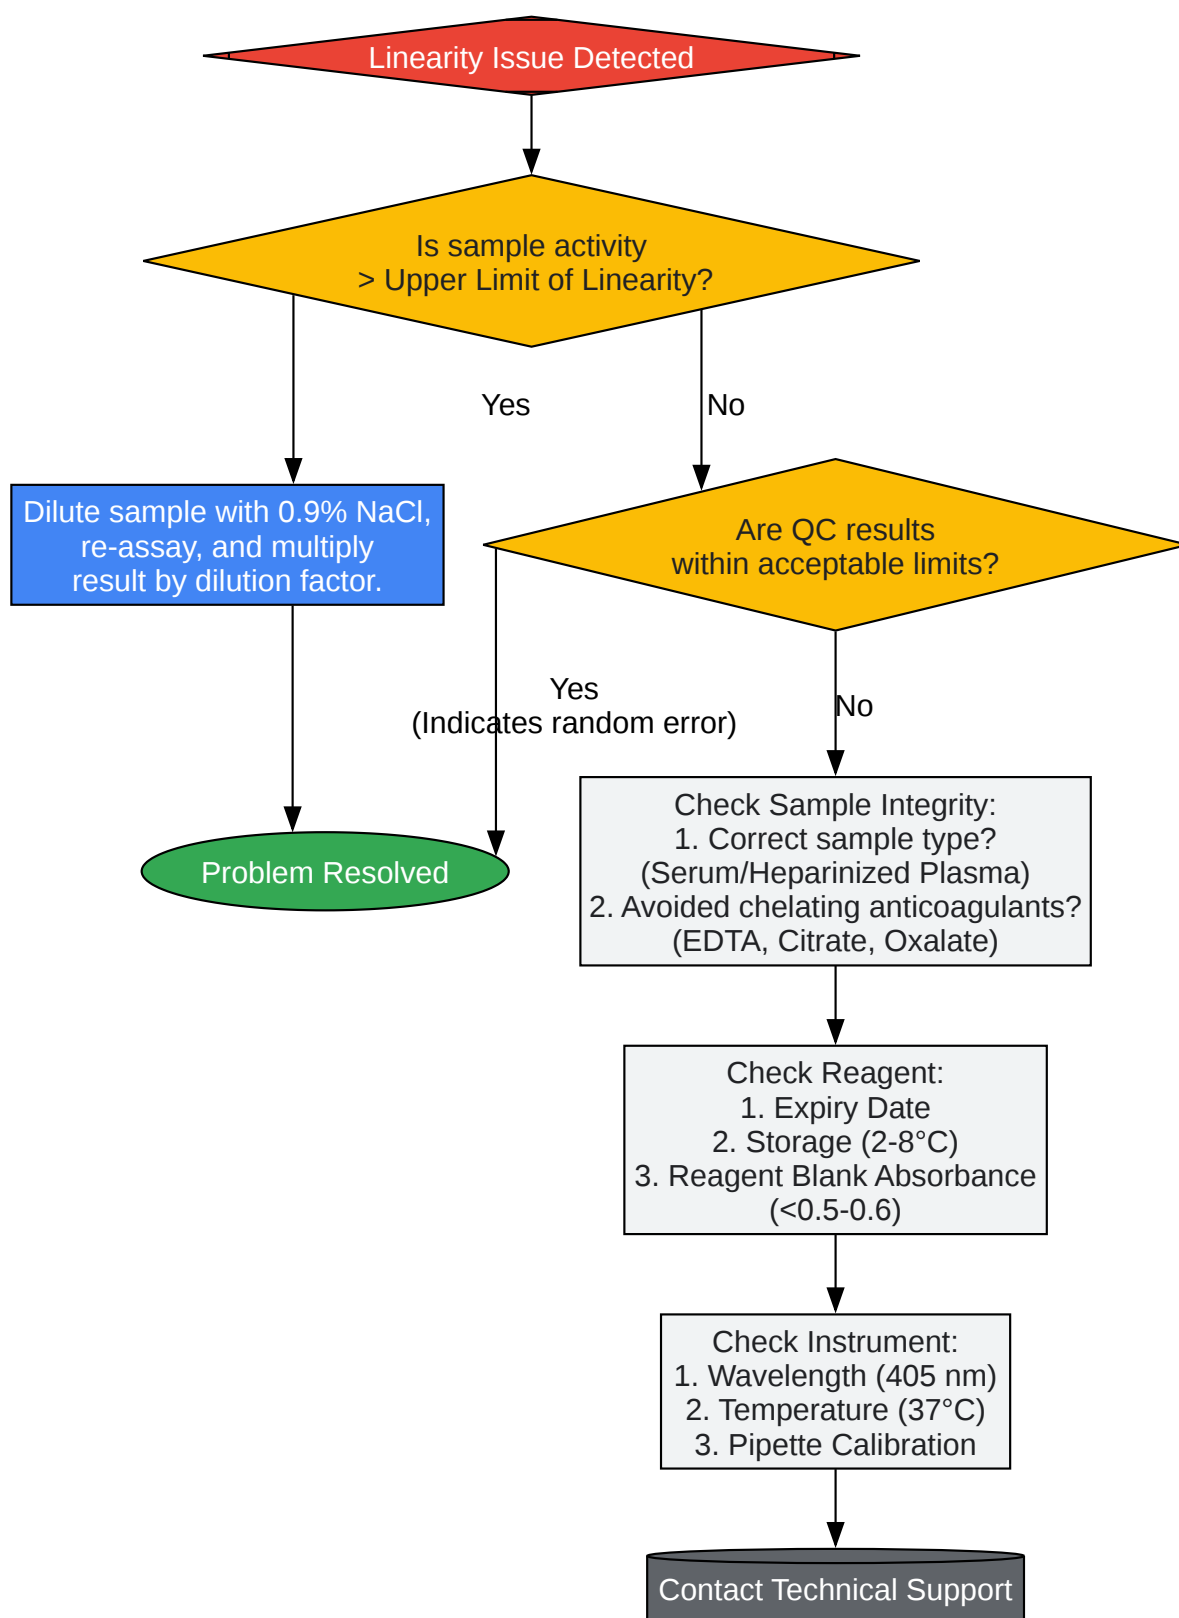 Linearity Issue Detected
Is sample activity
> Upper Limit of Linearity?
Yes
No
Dilute sample with 0.9% NaCl,
re-assay, and multiply
result by dilution factor.
Are QC results
within acceptable limits?
Yes
(Indicates random error)
No
Problem Resolved
Check Sample Integrity:
1. Correct sample type?
(Serum/Heparinized Plasma)
2. Avoided chelating anticoagulants?
(EDTA, Citrate, Oxalate)
Check Reagent:
1. Expiry Date
2. Storage (2-8°C)
3. Reagent Blank Absorbance
(<0.5-0.6)
Check Instrument:
1. Wavelength (405 nm)
2. Temperature (37°C)
3. Pipette Calibration
Contact Technical Support